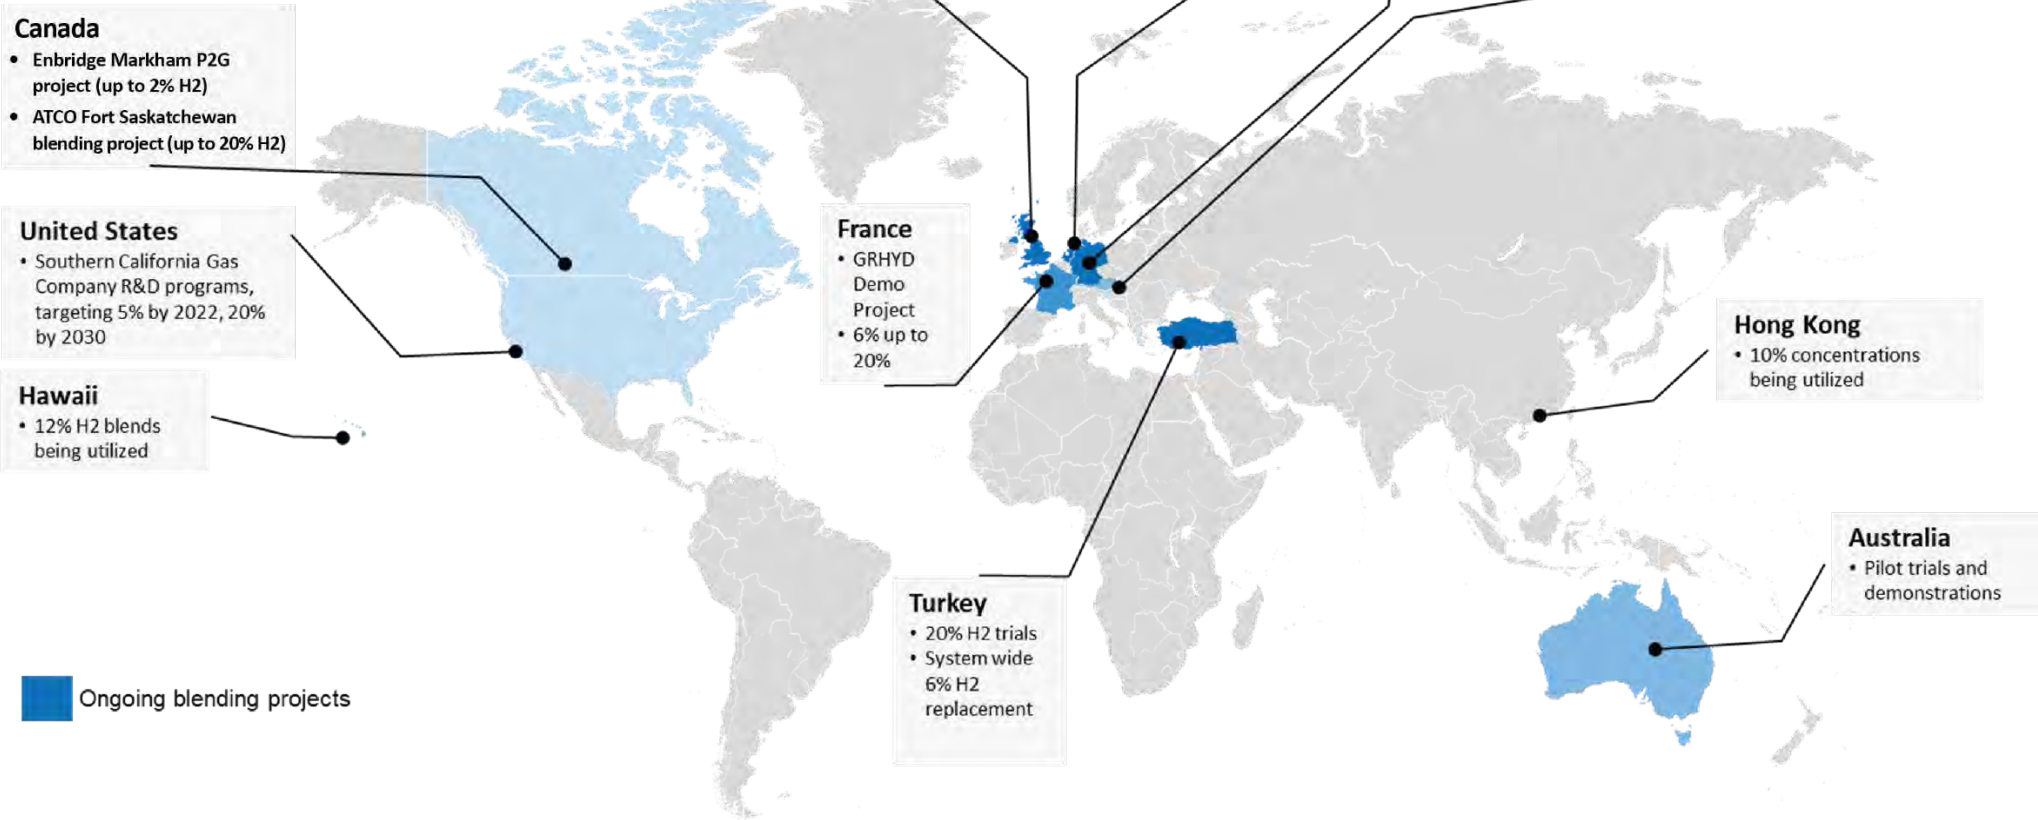 Canada
• Enbridge Markham P2G
project (up to 2% H2)
• ATCO Fort Saskatchewan
blending project (up to 20% H2)
United States
• Southern California Gas
Company R&D programs,
targeting 5% by 2022, 20%
by 2030
Hawaii
• 12% H2 blends
being utilized
France
• GRHYD
Demo
Project
• 6% up to
20%
Turkey
• 20% H2 trials
• System wide
6% H2
replacement
Hong Kong
• 10% concentrations
being utilized
Australia
• Pilot trials and
demonstrations
Ongoing blending projects